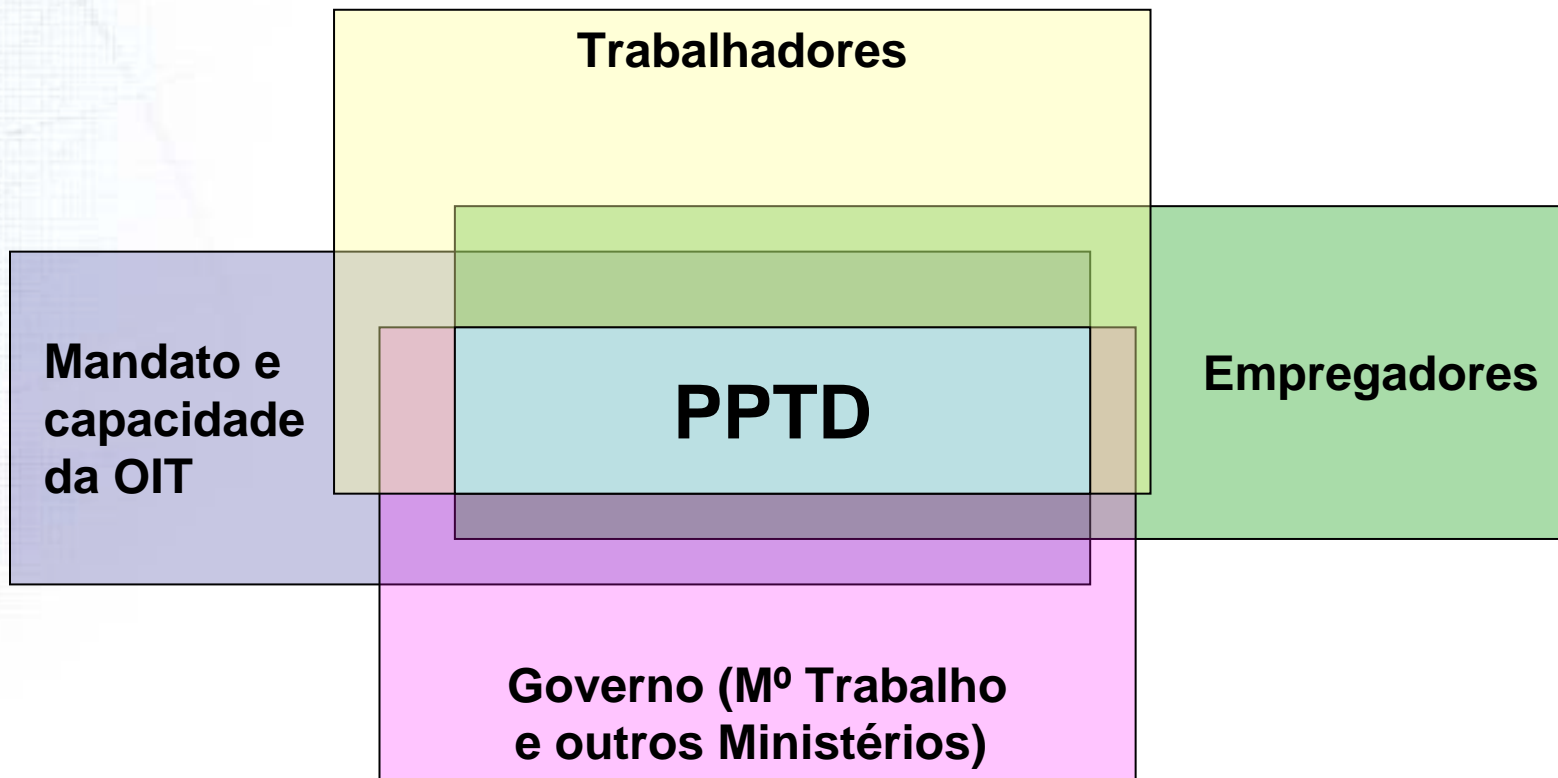 Trabalhadores
Mandato e
capacidade
da OIT
PPTD
Empregadores
Governo (Mº Trabalho
e outros Ministérios)